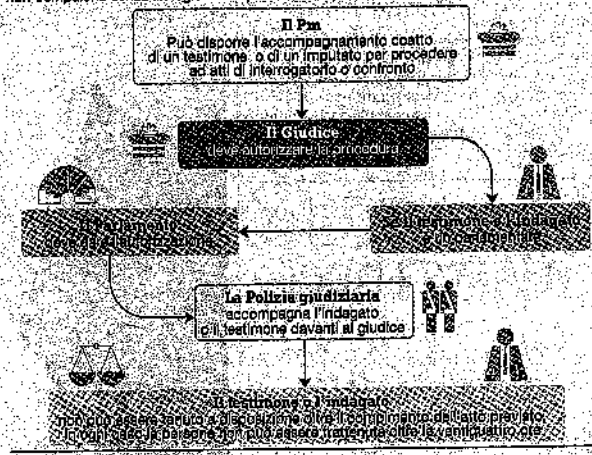 Il Pm
Può disporre l'accompagnamento coatto
di un testimone o di un imputato per procedere
ad atti di interrogatorio o confronto
Il Giudice
deve autorizzare la procedura
Il Parlamento
deve dare l'autorizzazione
il testimone o l'indagato
è un parlamentare
La Polizia giudiziaria
accompagna l'indagato
o il testimone davanti al giudice
Il testimone o l'indagato
non può essere tenuto a disposizione oltre il compimento dell'atto previsto.
In ogni caso la persona non può essere trattenuta oltre le ventiquattro ore